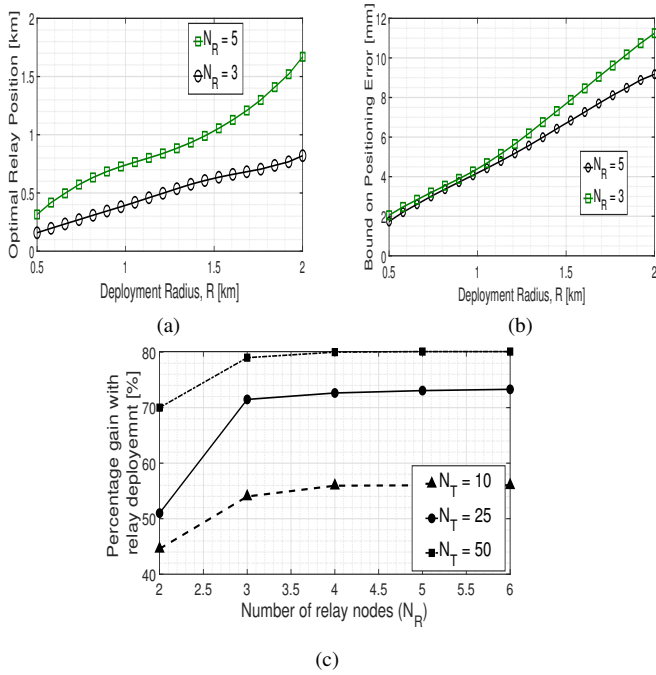 Optimal Relay Position [km]
2
1.5
1
0.5
0
0.5
1
1.5
2
N_R = 5
N_R = 3
Deployment Radius, R [km]
(a)
Bound on Positioning Error [mm]
12
10
8
6
4
2
0
0.5
1
1.5
2
N_R = 5
N_R = 3
Deployment Radius, R [km]
(b)
Percentage gain with
relay deployemnt [%]
80
70
60
50
40
2
2.5
3
3.5
4
4.5
5
5.5
6
N_T = 10
N_T = 25
N_T = 50
Number of relay nodes (N_R)
(c)